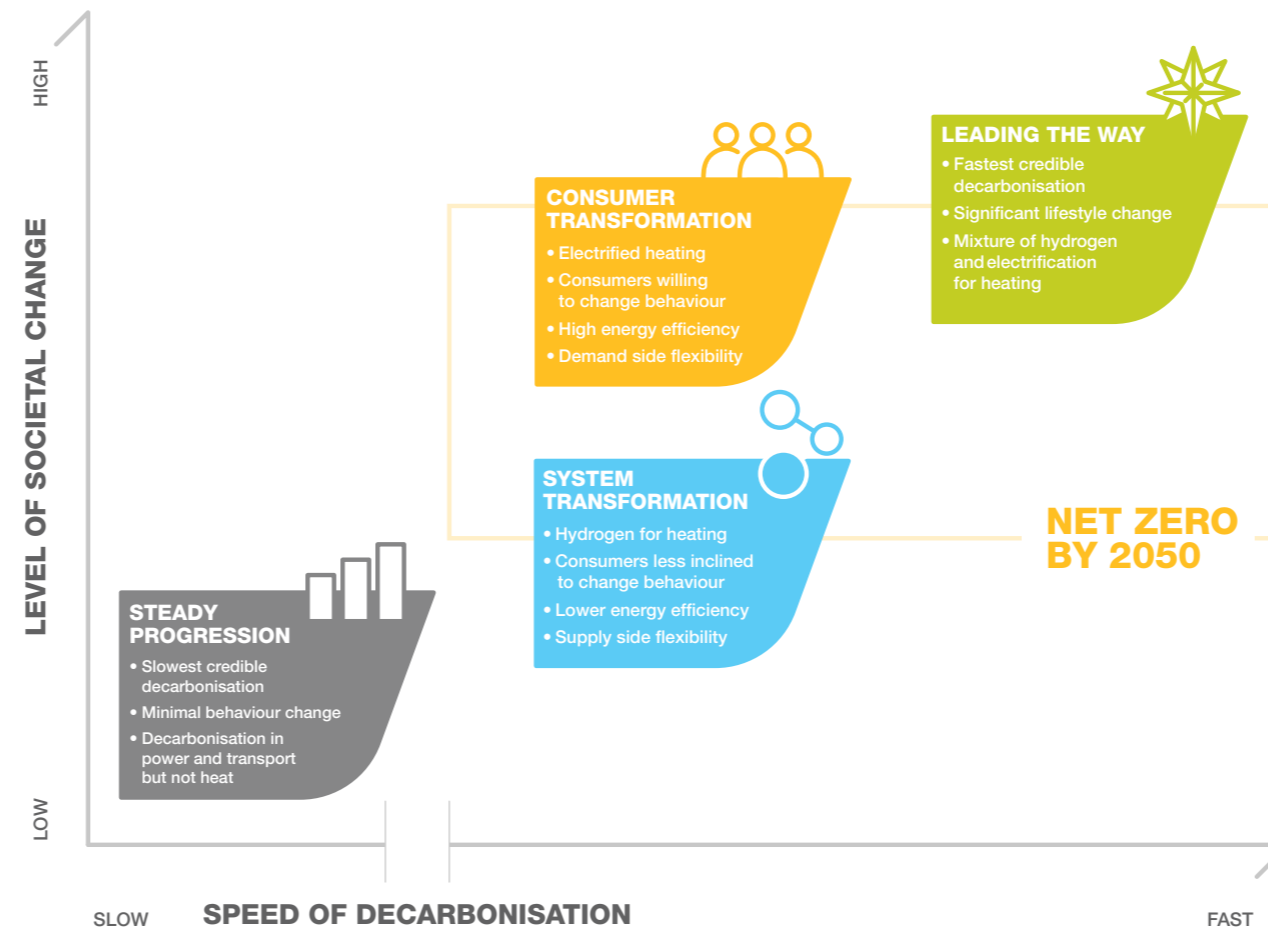 HIGH
LEVEL OF SOCIETAL CHANGE
LOW
LEADING THE WAY
• Fastest credible
decarbonisation
• Significant lifestyle change
• Mixture of hydrogen
and electrification
for heating
CONSUMER
TRANSFORMATION
• Electrified heating
• Consumers willing
to change behaviour
• High energy efficiency
• Demand side flexibility
SYSTEM
TRANSFORMATION
• Hydrogen for heating
• Consumers less inclined
to change behaviour
• Lower energy efficiency
• Supply side flexibility
NET ZERO
BY 2050
STEADY
PROGRESSION
• Slowest credible
decarbonisation
• Minimal behaviour change
• Decarbonisation in
power and transport
but not heat
SLOW
SPEED OF DECARBONISATION
FAST